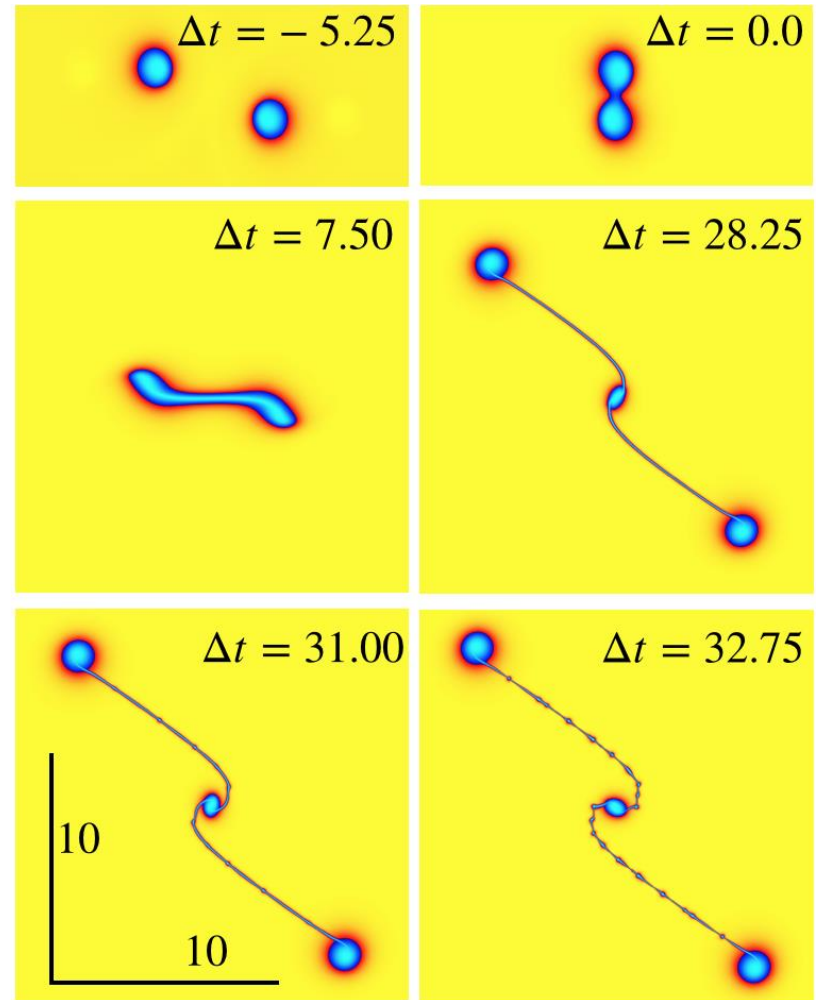 Δt = − 5.25
Δt = 0.0
Δt = 7.50
Δt = 28.25
Δt = 31.00
Δt = 32.75
10
10